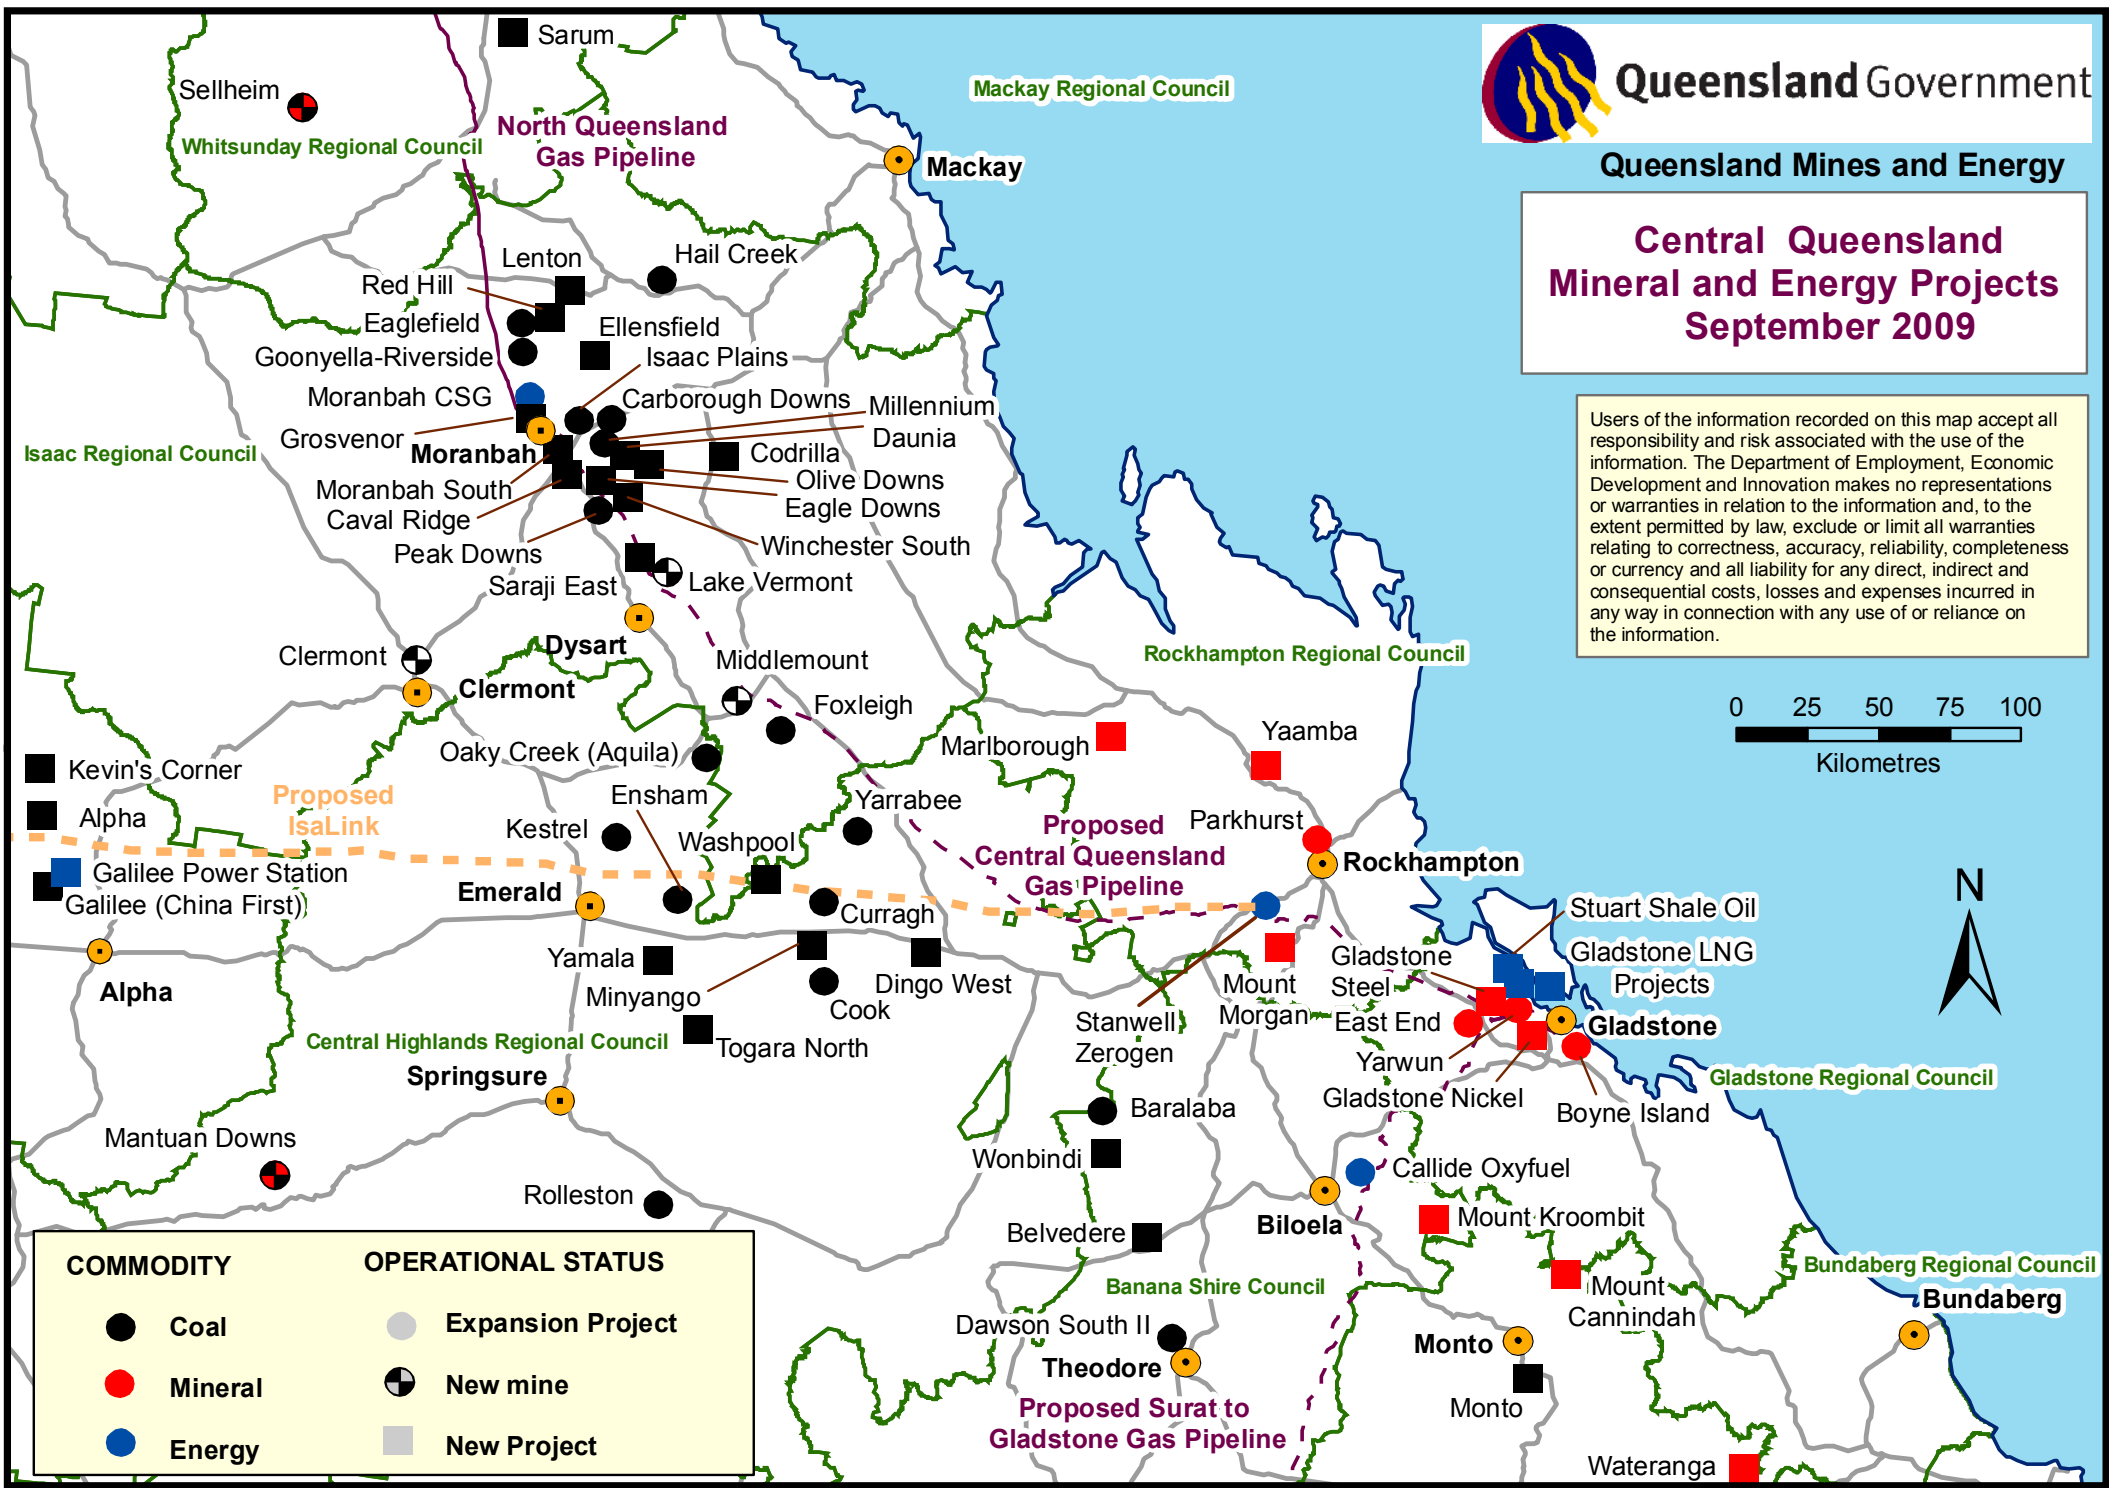 Sarum
Sellheim
Whitsunday Regional Council
North Queensland
Gas Pipeline
Mackay Regional Council
Mackay
Queensland Government
Queensland Mines and Energy
Central Queensland
Mineral and Energy Projects
September 2009
Users of the information recorded on this map accept all
responsibility and risk associated with the use of the
information. The Department of Employment, Economic
Development and Innovation makes no representations
or warranties in relation to the information and, to the
extent permitted by law, exclude or limit all warranties
relating to correctness, accuracy, reliability, completeness
or currency and all liability for any direct, indirect and
consequential costs, losses and expenses incurred in
any way in connection with any use of or reliance on
the information.
0 25 50 75 100
Kilometres
N
Lenton
Hail Creek
Red Hill
Eaglefield
Ellensfield
Goonyella-Riverside
Isaac Plains
Moranbah CSG
Carborough Downs
Millennium
Grosvenor
Daunia
Isaac Regional Council
Moranbah
Codrilla
Moranbah South
Olive Downs
Caval Ridge
Eagle Downs
Peak Downs
Winchester South
Saraji East
Lake Vermont
Dysart
Clermont
Clermont
Middlemount
Foxleigh
Rockhampton Regional Council
Oaky Creek (Aquila)
Marlborough
Yaamba
Kevin's Corner
Alpha
Proposed
IsaLink
Ensham
Kestrel
Washpool
Yarrabee
Proposed
Central Queensland
Gas Pipeline
Parkhurst
Rockhampton
Galilee Power Station
Galilee (China First)
Emerald
Curragh
Stuart Shale Oil
Gladstone LNG
Projects
Alpha
Yamala
Minyango
Cook
Dingo West
Togara North
Mount
Morgan
Gladstone
Steel
East End
Gladstone
Stanwell
Zerogen
Yarwun
Gladstone Nickel
Boyne Island
Gladstone Regional Council
Central Highlands Regional Council
Springsure
Baralaba
Mantuan Downs
Wonbindi
Callide Oxyfuel
Rolleston
Belvedere
Biloela
Mount Kroombit
Banana Shire Council
Mount
Cannindah
Bundaberg Regional Council
Bundaberg
Dawson South II
Theodore
Monto
Monto
Proposed Surat to
Gladstone Gas Pipeline
Wateranga
COMMODITY
Coal
Mineral
Energy
OPERATIONAL STATUS
Expansion Project
New mine
New Project